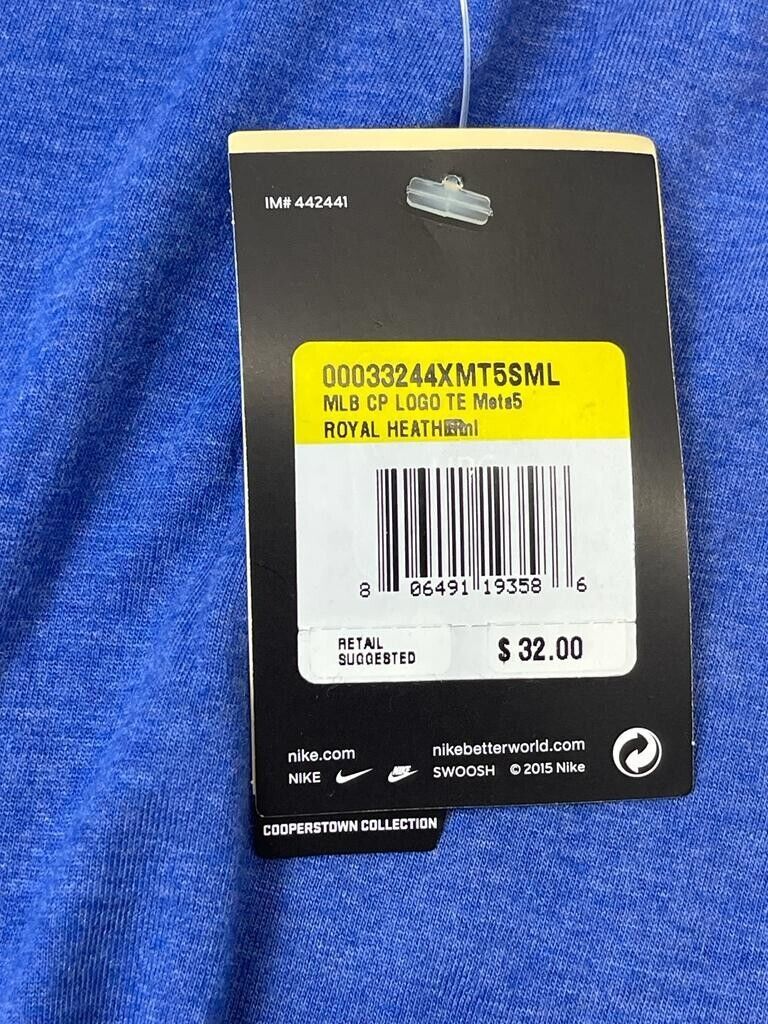 IM# 442441
00033244XMT5SML
MLB CP LOGO TE Mets5
ROYAL
8 06491 19358 6
RETAIL
SUGGESTED
$ 32.00
nike.com
nikebetterworld.com
NIKE
SWOOSH © 2015 Nike
COOPERSTOWN COLLECTION